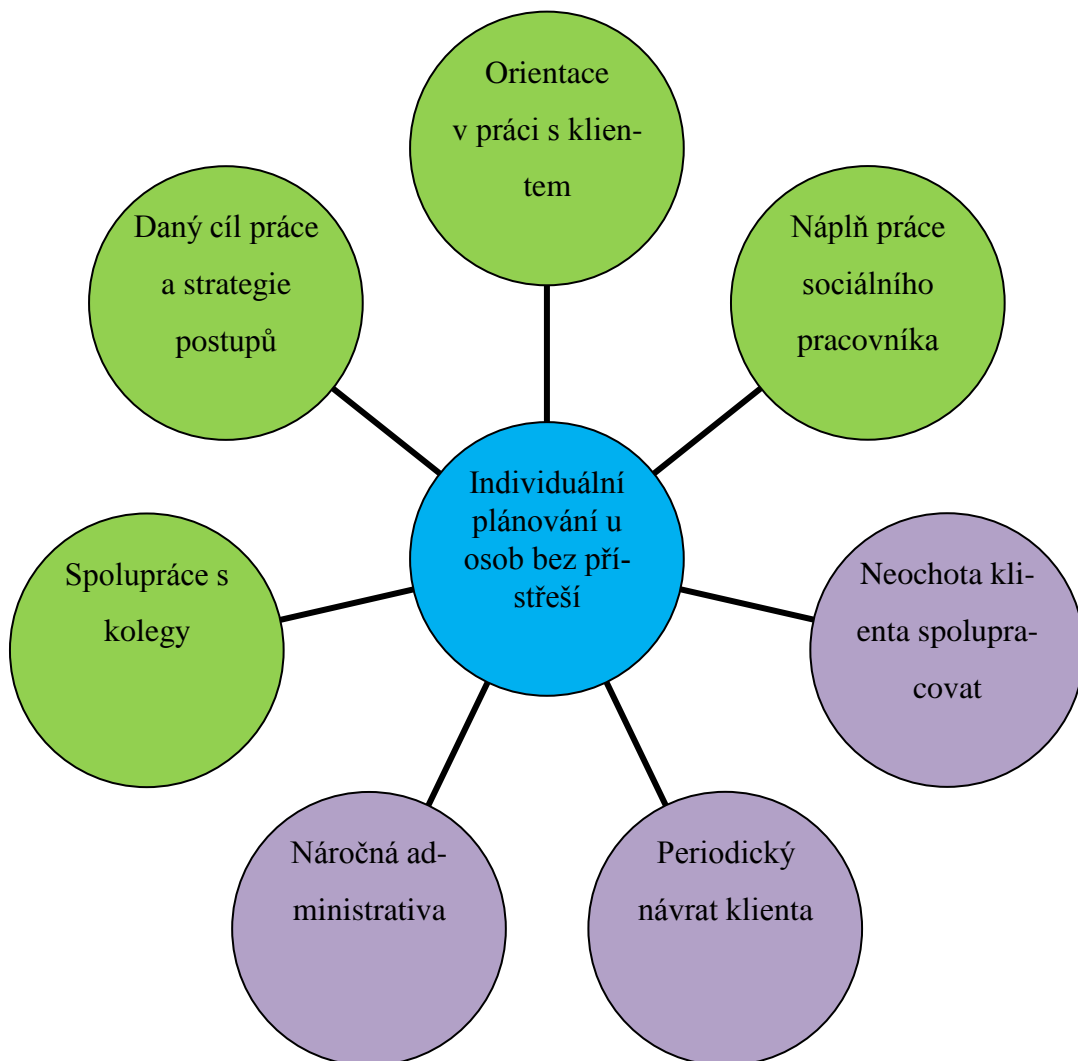 Orientace
v práci s klien-
tem
Daný cíl práce
a strategie
postupů
Náplň práce
sociálního
pracovníka
Individuální
plánování u
osob bez pří-
střeší
Spolupráce s
kolegy
Neochota kli-
enta spolupra-
covat
Náročná ad-
ministrativa
Periodický
návrat klienta